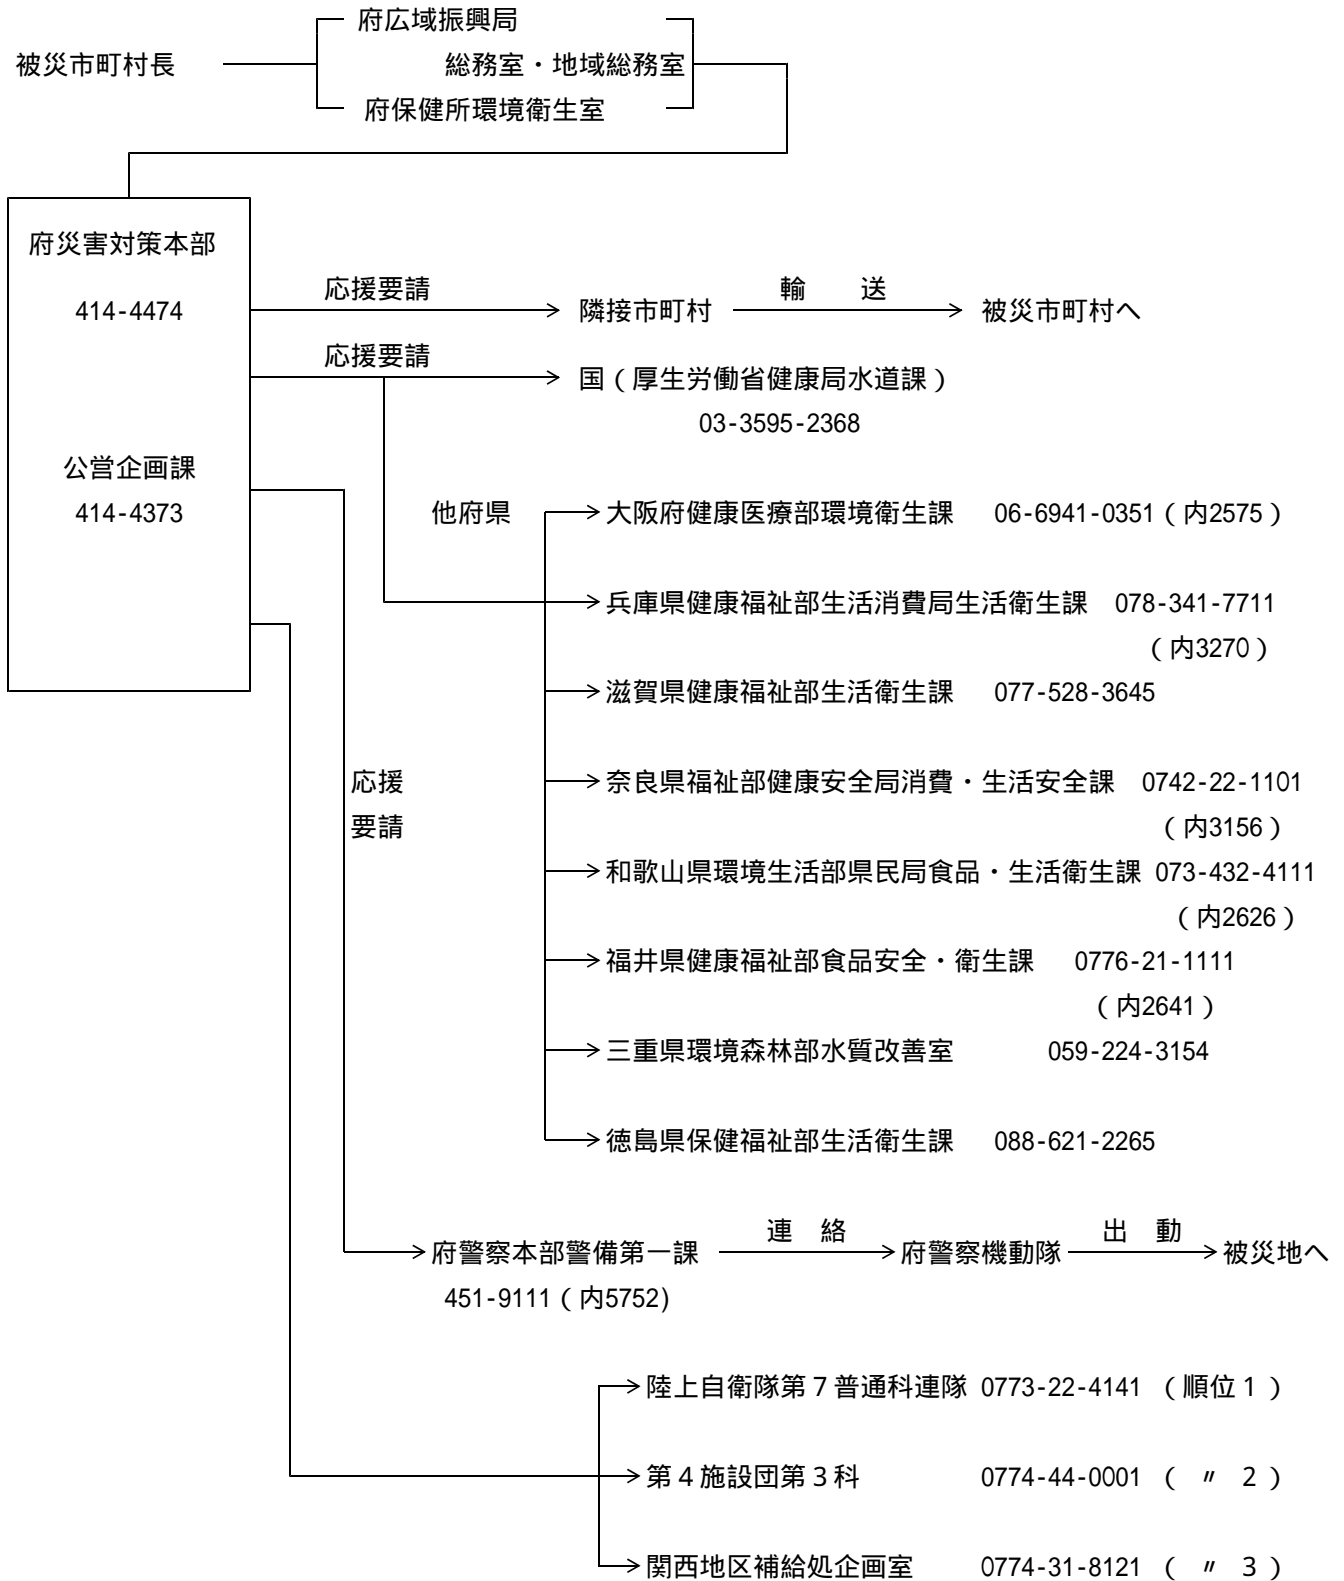 府広域振興局
被災市町村長 総務室・地域総務室
府保健所環境衛生室
府災害対策本部
414-4474
公営企画課
414-4373
応援要請
隣接市町村 輸 送 被災市町村へ
応援要請
国（厚生労働省健康局水道課）
03-3595-2368
他府県
大阪府健康医療部環境衛生課 06-6941-0351（内2575）
兵庫県健康福祉部生活消費局生活衛生課 078-341-7711
（内3270）
滋賀県健康福祉部生活衛生課 077-528-3645
奈良県福祉部健康安全局消費・生活安全課 0742-22-1101
（内3156）
和歌山県環境生活部県民局食品・生活衛生課 073-432-4111
（内2626）
福井県健康福祉部食品安全・衛生課 0776-21-1111
（内2641）
三重県環境森林部水質改善室 059-224-3154
徳島県保健福祉部生活衛生課 088-621-2265
応援
要請
府警察本部警備第一課 連 絡 府警察機動隊 出 動 被災地へ
451-9111（内5752)
陸上自衛隊第７普通科連隊 0773-22-4141 （順位１）
第４施設団第３科 0774-44-0001 （ 〃 ２）
関西地区補給処企画室 0774-31-8121 （ 〃 ３）